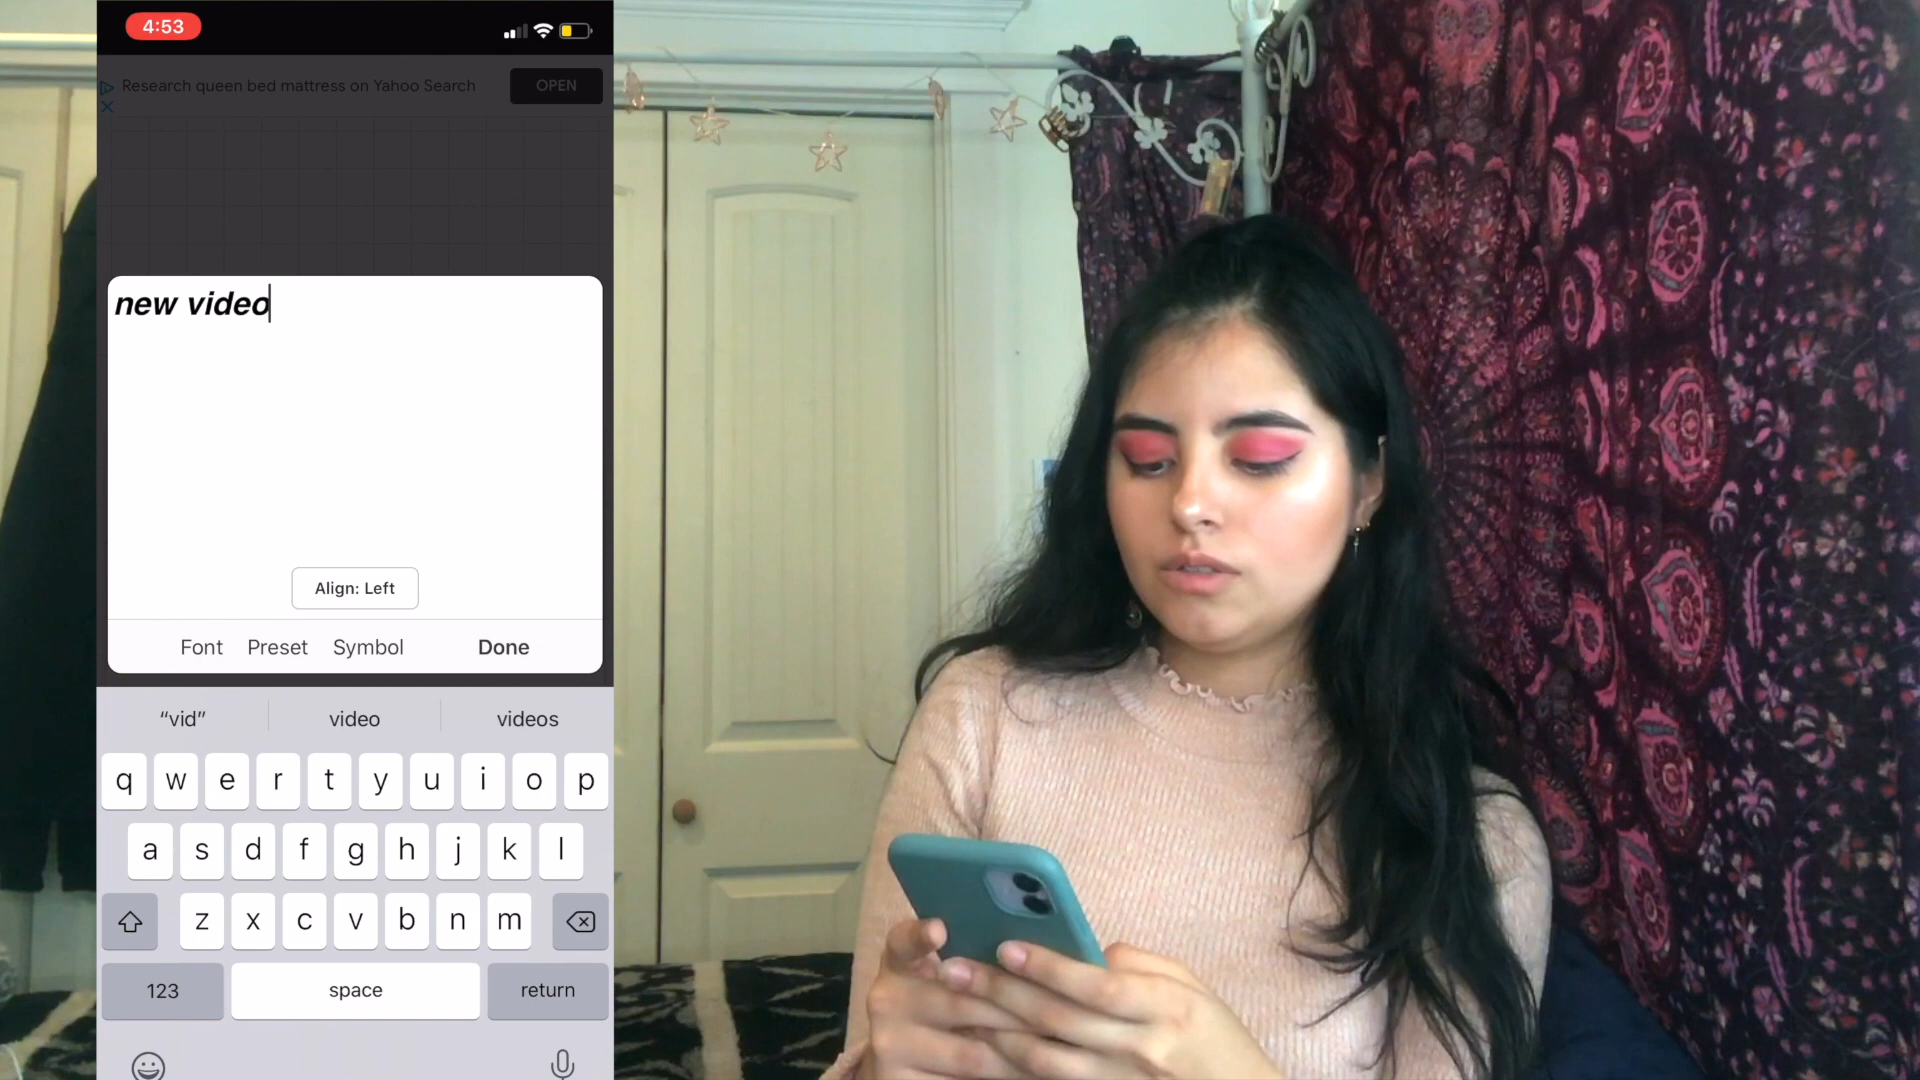 4:53
Research queen bed mattress on Yahoo Search
OPEN
new video
Align: Left
Font Preset Symbol Done
“vid” video videos
q w e r t y u i o p
a s d f g h j k l
z x c v b n m
123 space return